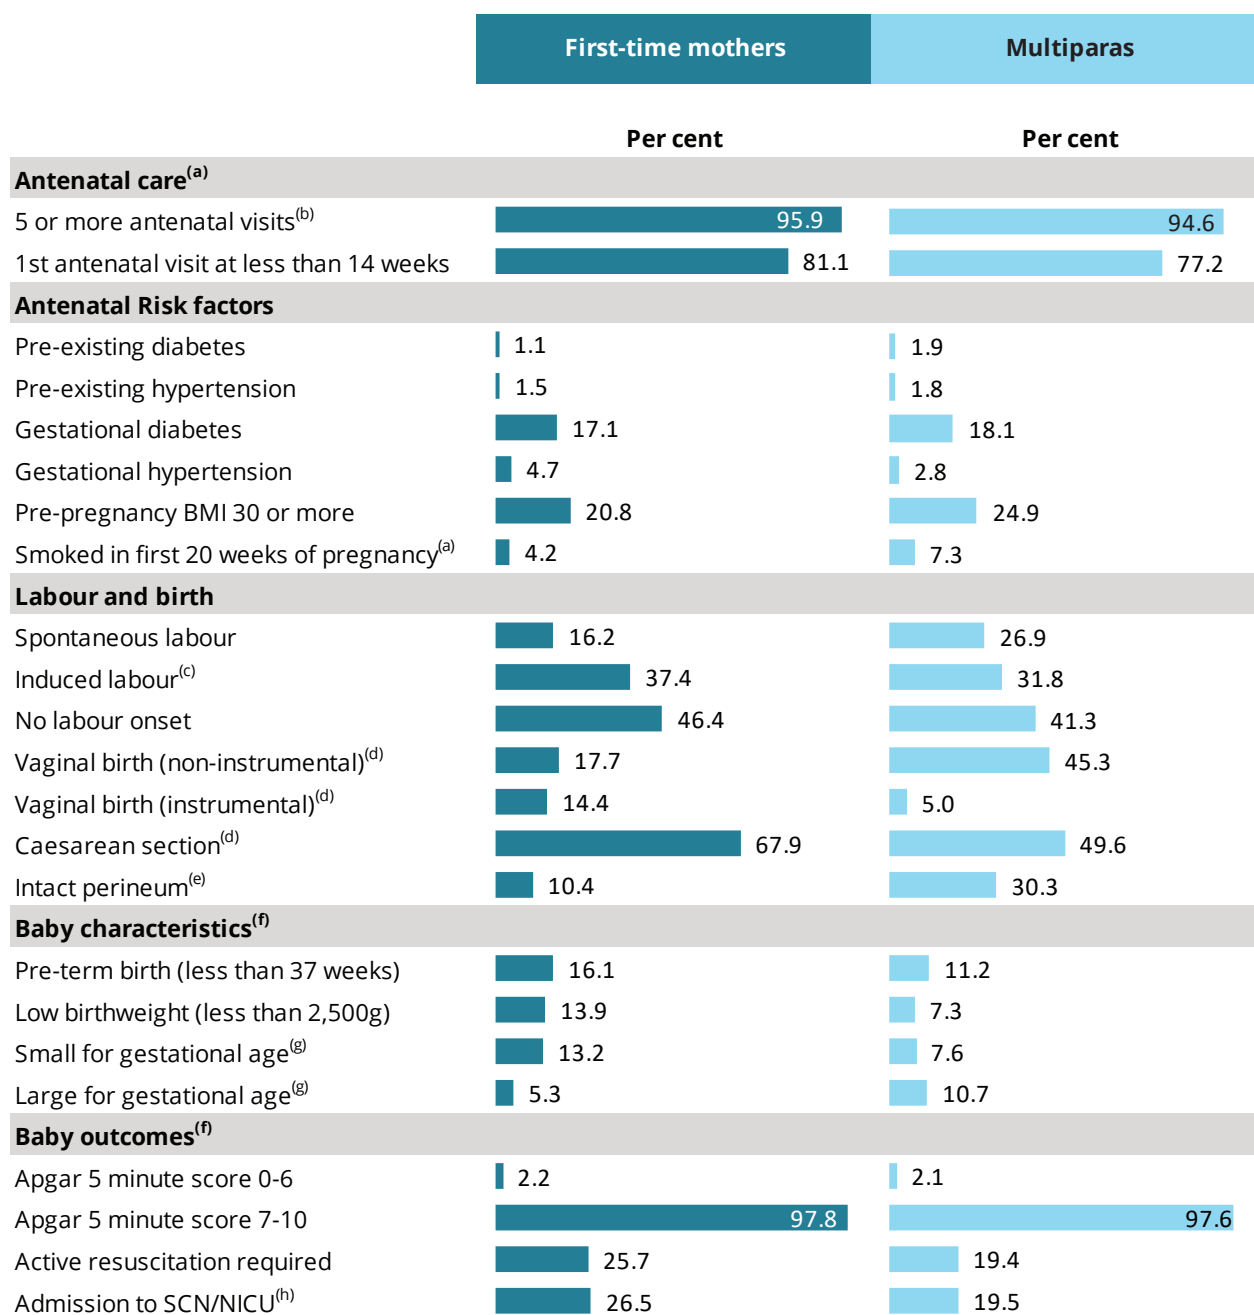 First-time mothers Multiparas
Per cent Per cent
Antenatal care(a)
5 or more antenatal visits(b) 95.9 94.6
1st antenatal visit at less than 14 weeks 81.1 77.2
Antenatal Risk factors
Pre-existing diabetes 1.1 1.9
Pre-existing hypertension 1.5 1.8
Gestational diabetes 17.1 18.1
Gestational hypertension 4.7 2.8
Pre-pregnancy BMI 30 or more 20.8 24.9
Smoked in first 20 weeks of pregnancy(a) 4.2 7.3
Labour and birth
Spontaneous labour 16.2 26.9
Induced labour(c) 37.4 31.8
No labour onset 46.4 41.3
Vaginal birth (non-instrumental)(d) 17.7 45.3
Vaginal birth (instrumental)(d) 14.4 5.0
Caesarean section(d) 67.9 49.6
Intact perineum(e) 10.4 30.3
Baby characteristics(f)
Pre-term birth (less than 37 weeks) 16.1 11.2
Low birthweight (less than 2,500g) 13.9 7.3
Small for gestational age(g) 13.2 7.6
Large for gestational age(g) 5.3 10.7
Baby outcomes(f)
Apgar 5 minute score 0-6 2.2 2.1
Apgar 5 minute score 7-10 97.8 97.6
Active resuscitation required 25.7 19.4
Admission to SCN/NICU(h) 26.5 19.5